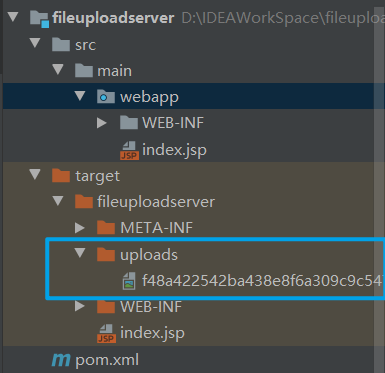 fileuploadserver D:\IDEAWorkSpace\fileuploa
src
main
webapp
WEB-INF
JSP index.jsp
target
fileuploadserver
META-INF
uploads
f48a422542ba438e8f6a309c9c547
WEB-INF
JSP index.jsp
m pom.xml